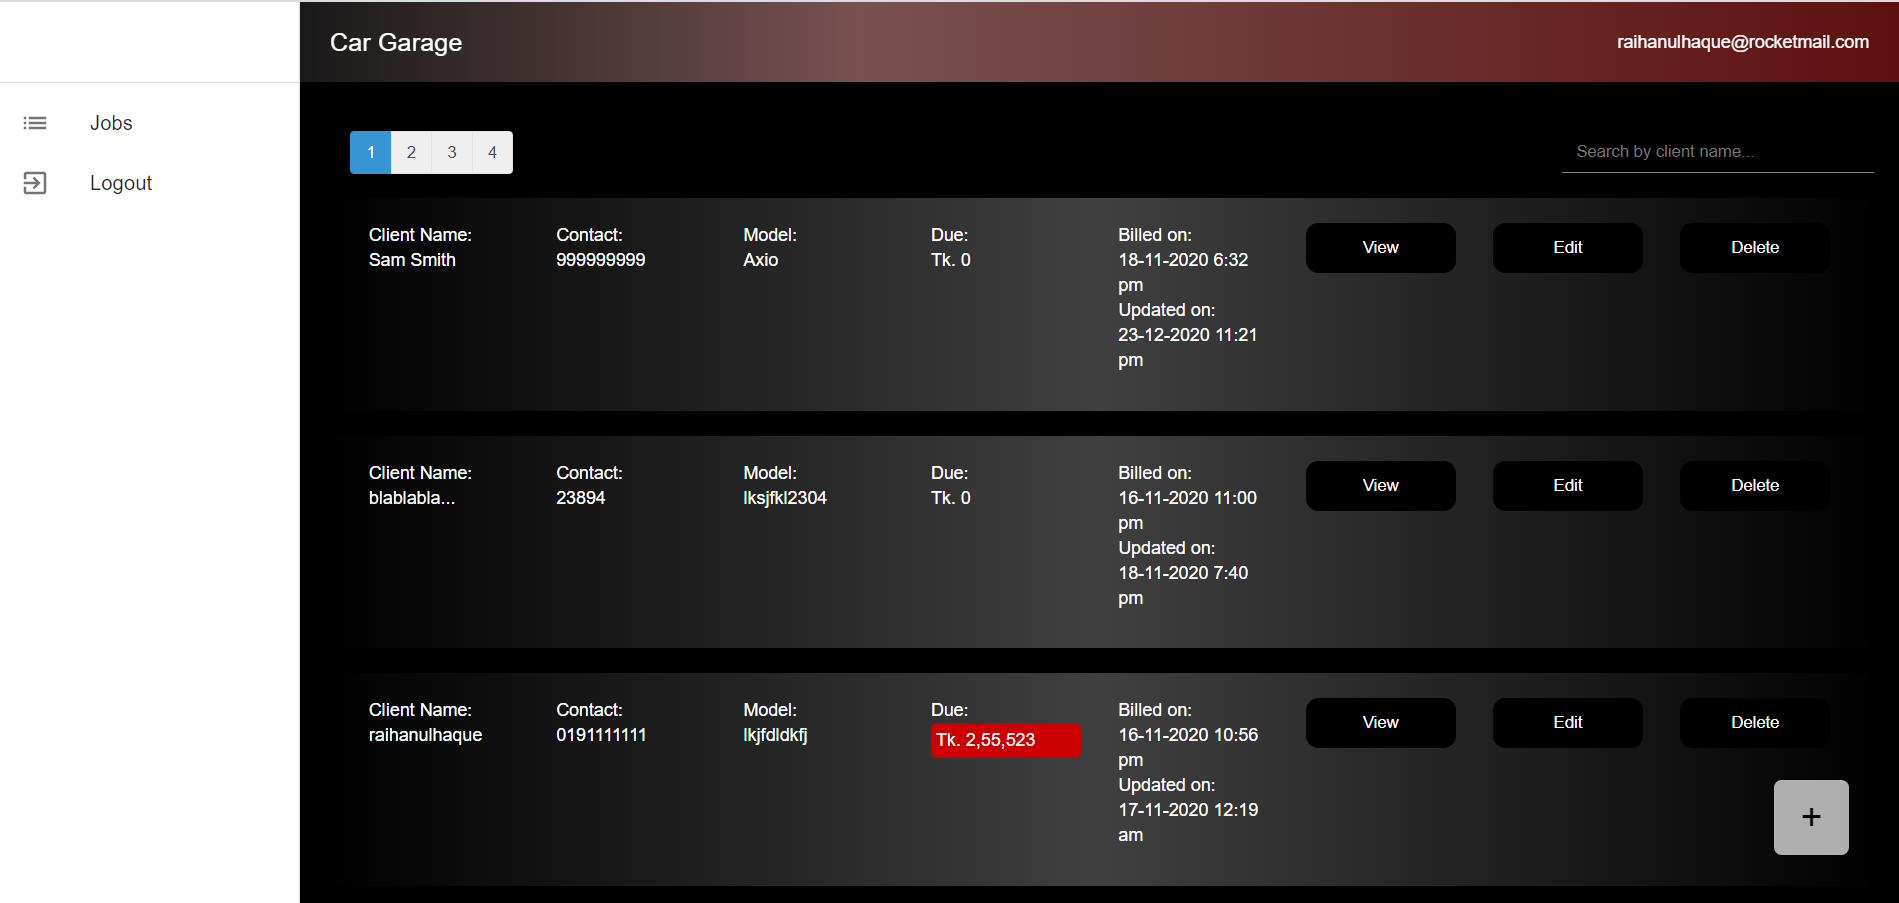 Car Garage
raihanulhaque@rocketmail.com
Jobs
Logout
1 2 3 4
Search by client name...
Client Name:
Sam Smith
Contact:
999999999
Model:
Axio
Due:
Tk. 0
Billed on:
18-11-2020 6:32
pm
Updated on:
23-12-2020 11:21
pm
View
Edit
Delete
Client Name:
blablabla...
Contact:
23894
Model:
lksjfkl2304
Due:
Tk. 0
Billed on:
16-11-2020 11:00
pm
Updated on:
18-11-2020 7:40
pm
View
Edit
Delete
Client Name:
raihanulhaque
Contact:
0191111111
Model:
lkjfdldkfj
Due:
Tk. 2,55,523
Billed on:
16-11-2020 10:56
pm
Updated on:
17-11-2020 12:19
am
View
Edit
Delete
+